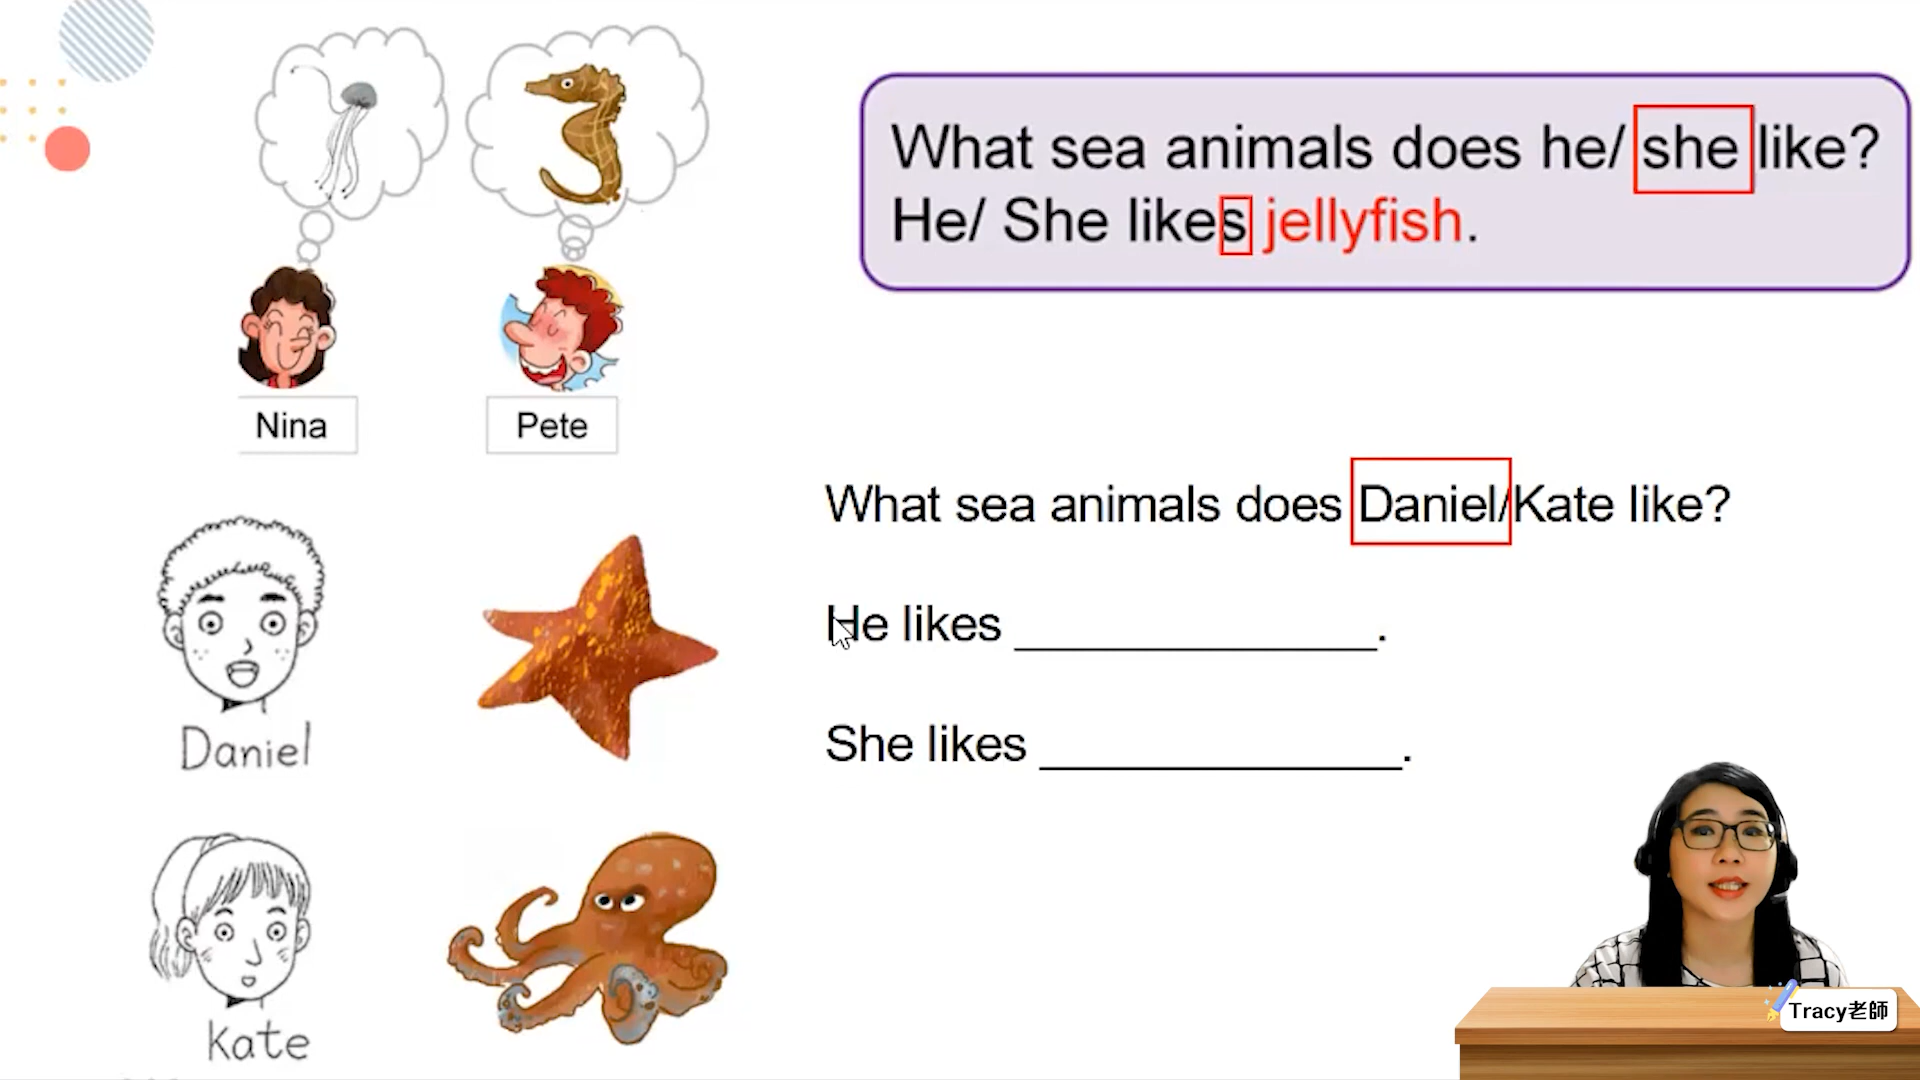 Nina
Pete
What sea animals does he/ she like?
He/ She likes jellyfish.
What sea animals does Daniel/Kate like?
He likes ______________.
She likes ______________.
Daniel
kate
Tracy老師